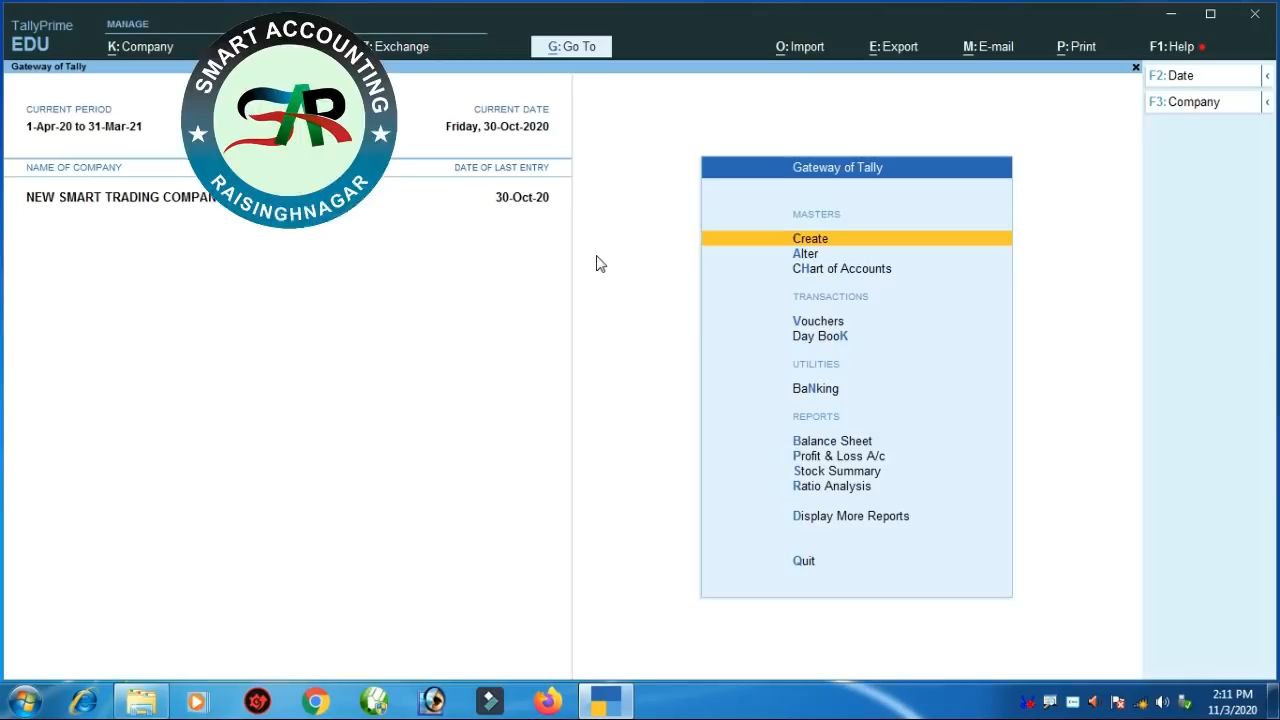 TallyPrime
EDU
MANAGE
K: Company
Z: Exchange
G: Go To
O: Import
E: Export
M: E-mail
P: Print
F1: Help
Gateway of Tally
CURRENT PERIOD
CURRENT DATE
1-Apr-20 to 31-Mar-21
Friday, 30-Oct-2020
NAME OF COMPANY
DATE OF LAST ENTRY
NEW SMART TRADING COMPAN
30-Oct-20
SMART ACCOUNTING
SAR
RAISINGHNAGAR
Gateway of Tally
MASTERS
Create
Alter
CHart of Accounts
TRANSACTIONS
Vouchers
Day BooK
UTILITIES
BaNking
REPORTS
Balance Sheet
Profit & Loss A/c
Stock Summary
Ratio Analysis
Display More Reports
Quit
F2: Date
F3: Company
2:11 PM
11/3/2020